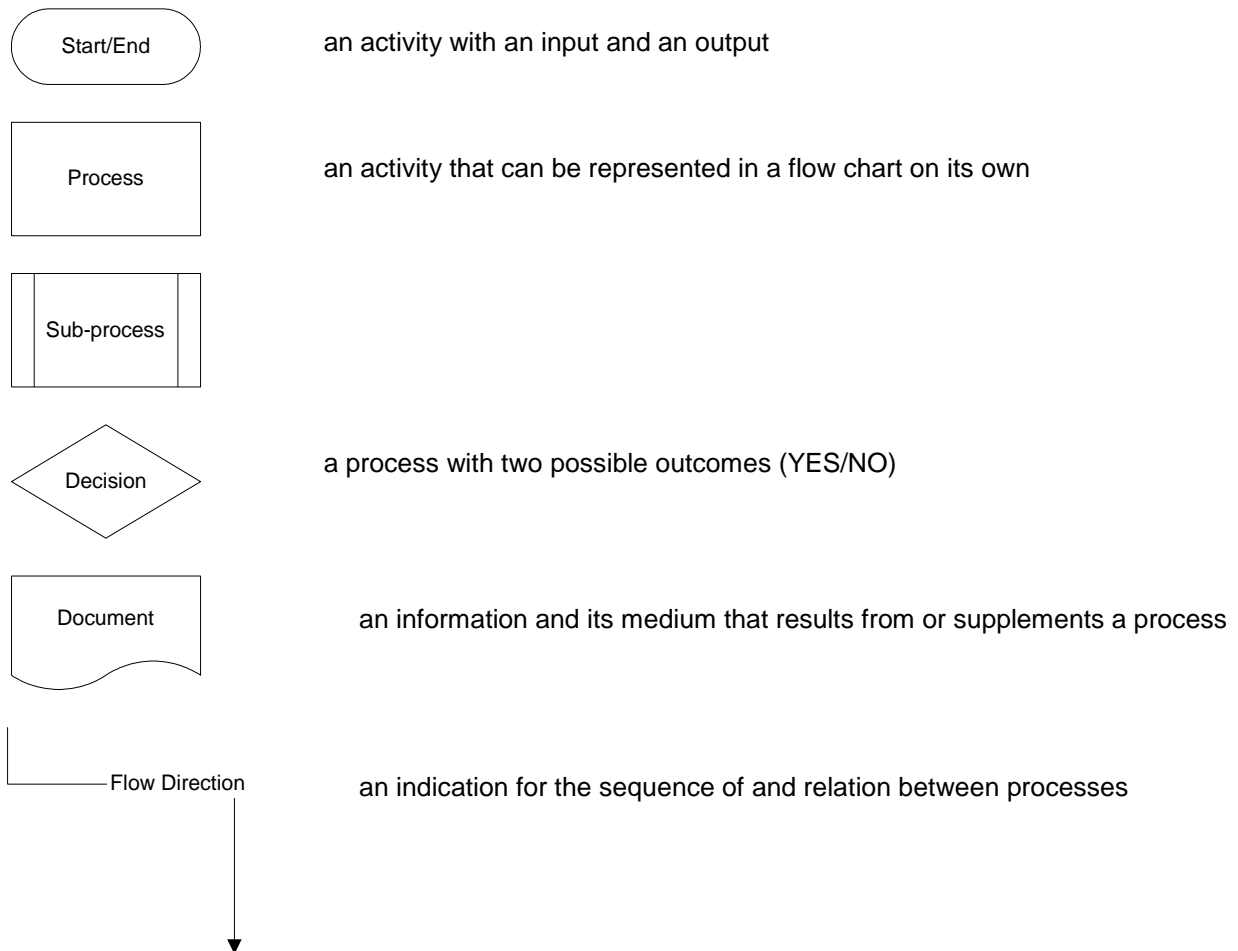 Start/End
an activity with an input and an output
Process
an activity that can be represented in a flow chart on its own
Sub-process
Decision
a process with two possible outcomes (YES/NO)
Document
an information and its medium that results from or supplements a process
Flow Direction
an indication for the sequence of and relation between processes